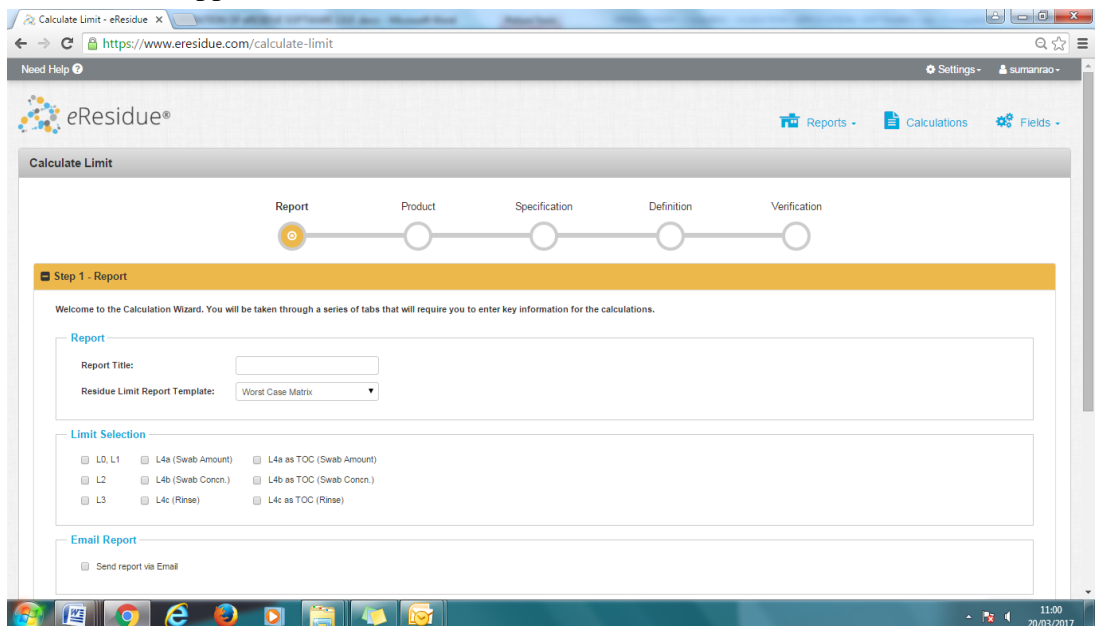 Calculate Limit - eResidue
https://www.eresidue.com/calculate-limit
Need Help
Settings
sumanrao
eResidue®
Reports
Calculations
Fields
Calculate Limit
Report Product Specification Definition Verification
Step 1 - Report
Welcome to the Calculation Wizard. You will be taken through a series of tabs that will require you to enter key information for the calculations.
Report
Report Title:
Residue Limit Report Template: Worst Case Matrix
Limit Selection
L0, L1 L4a (Swab Amount) L4a as TOC (Swab Amount)
L2 L4b (Swab Concn.) L4b as TOC (Swab Concn.)
L3 L4c (Rinse) L4c as TOC (Rinse)
Email Report
Send report via Email
11:00
20/03/2017